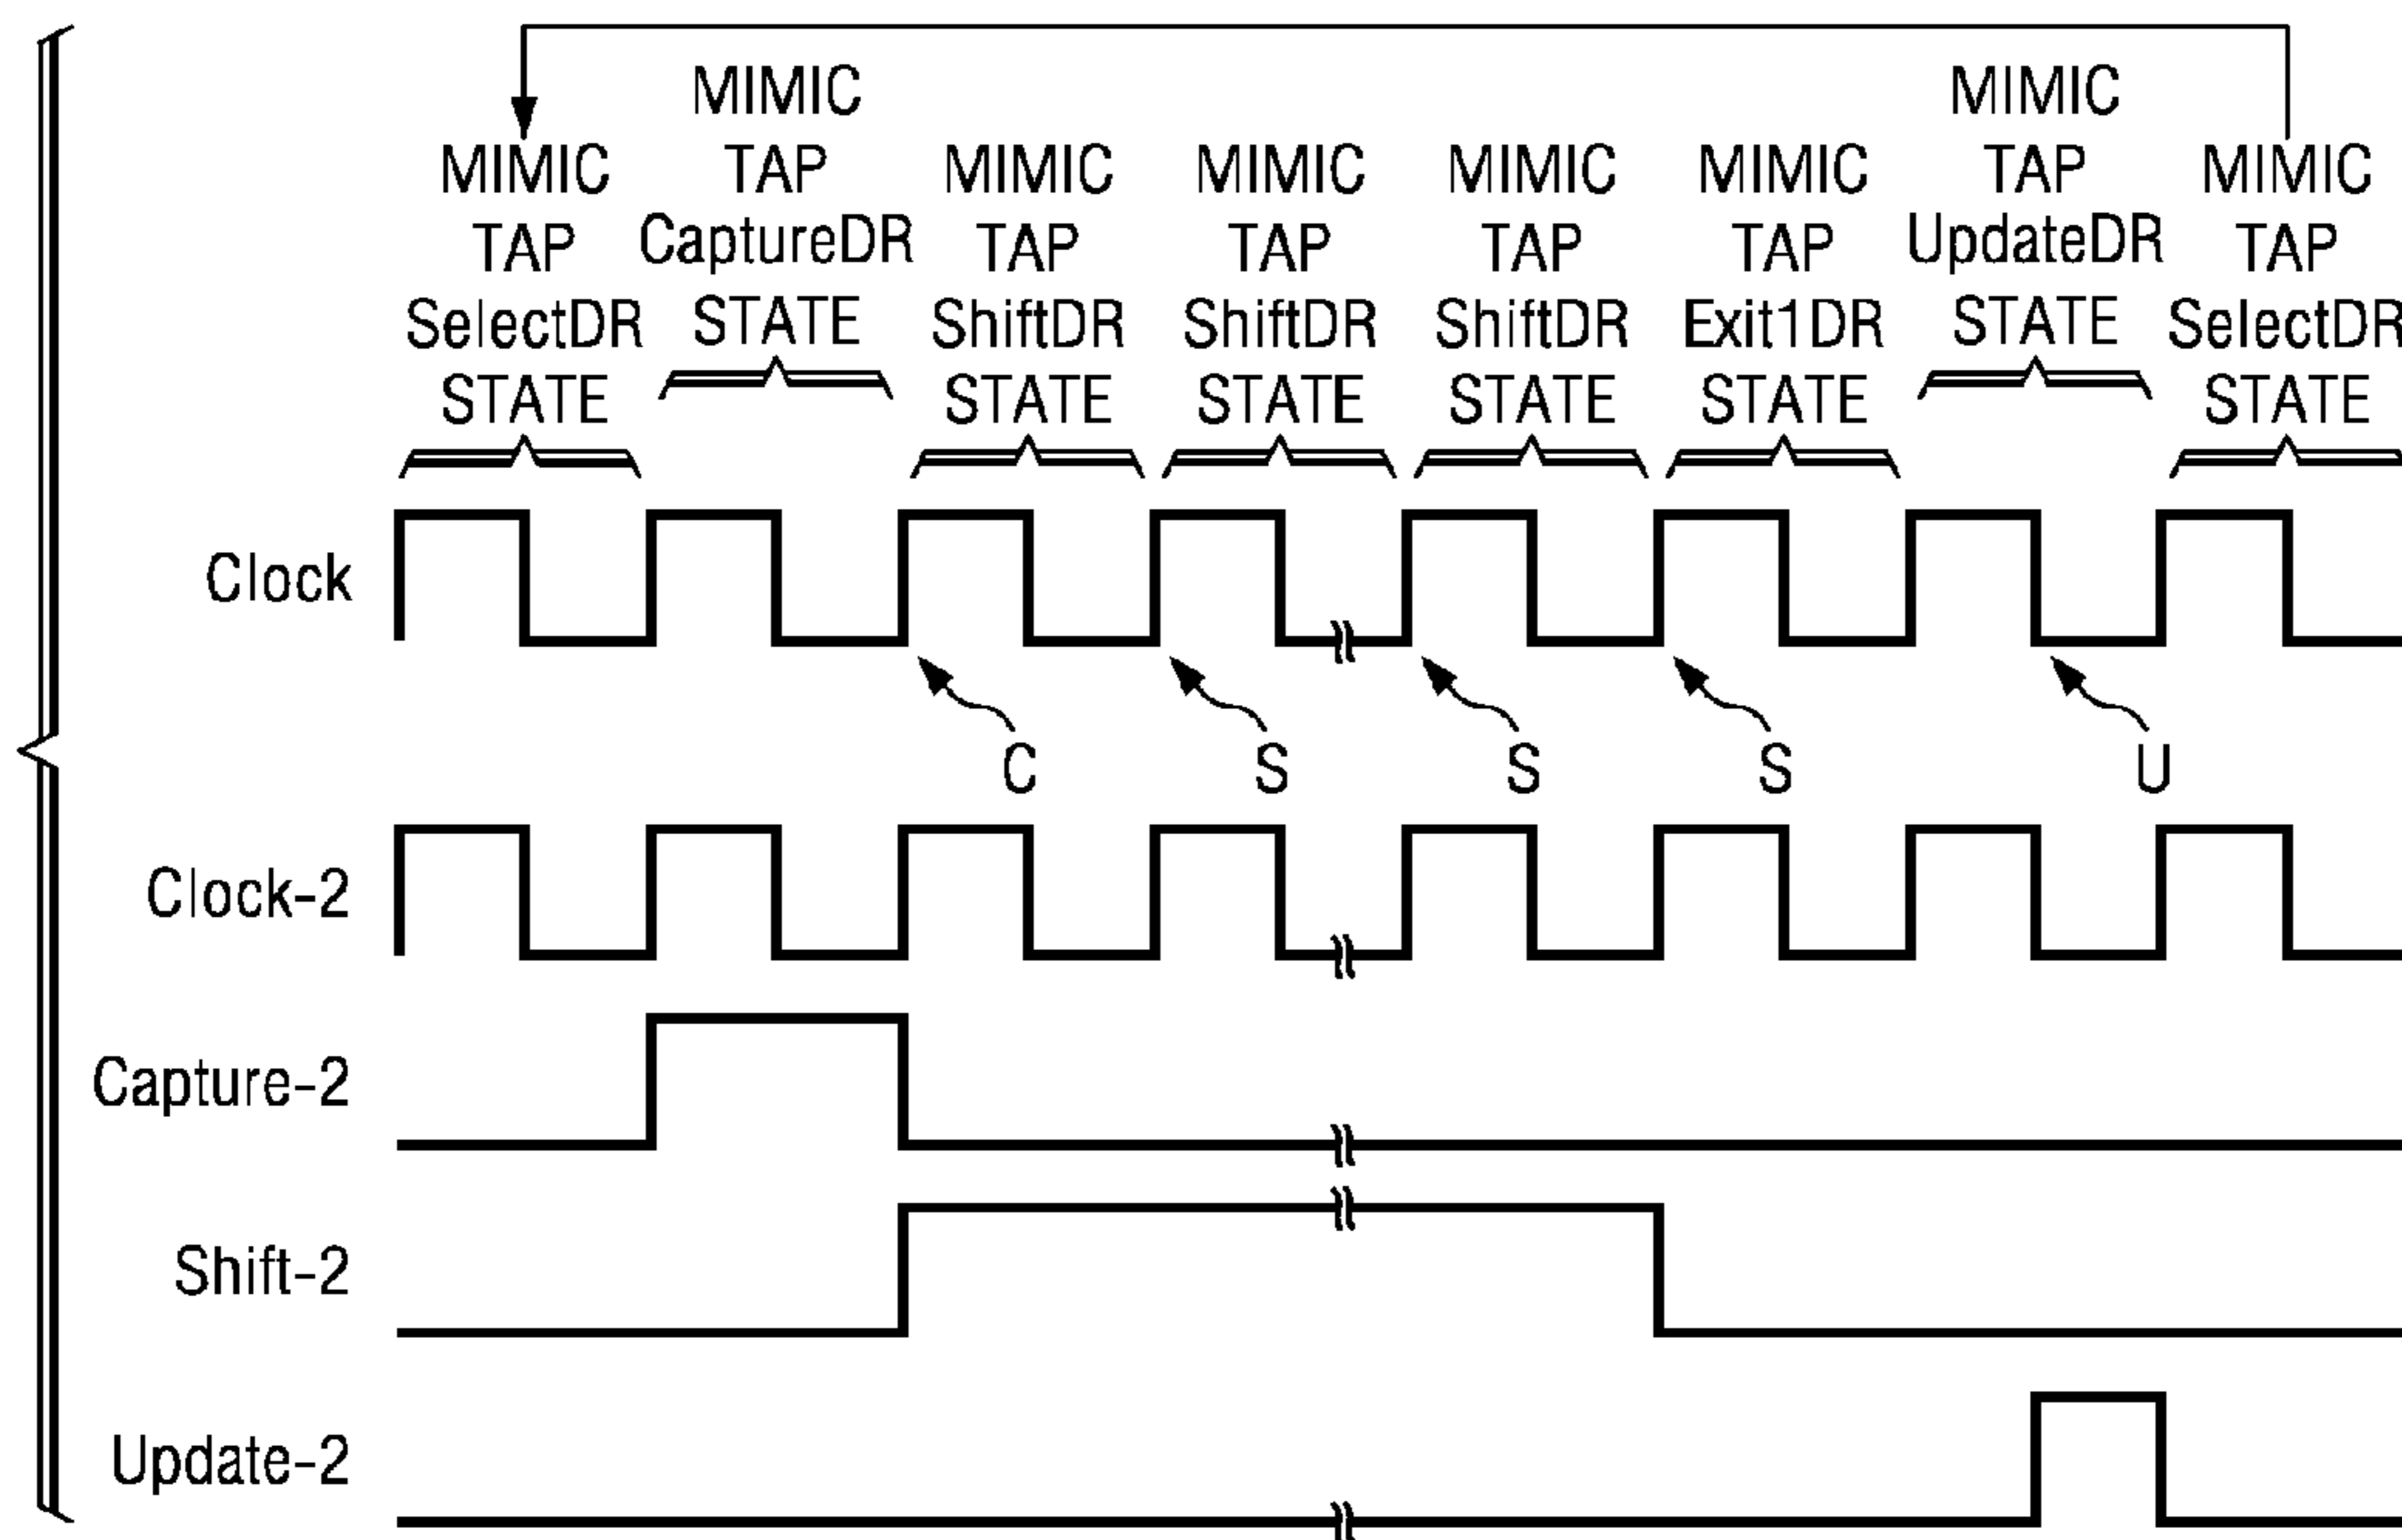 MIMIC
TAP
SelectDR
STATE
MIMIC
TAP
CaptureDR
STATE
MIMIC
TAP
ShiftDR
STATE
MIMIC
TAP
ShiftDR
STATE
MIMIC
TAP
ShiftDR
STATE
MIMIC
TAP
Exit1DR
STATE
MIMIC
TAP
UpdateDR
STATE
MIMIC
TAP
SelectDR
STATE
Clock
C
S
S
S
U
Clock-2
Capture-2
Shift-2
Update-2